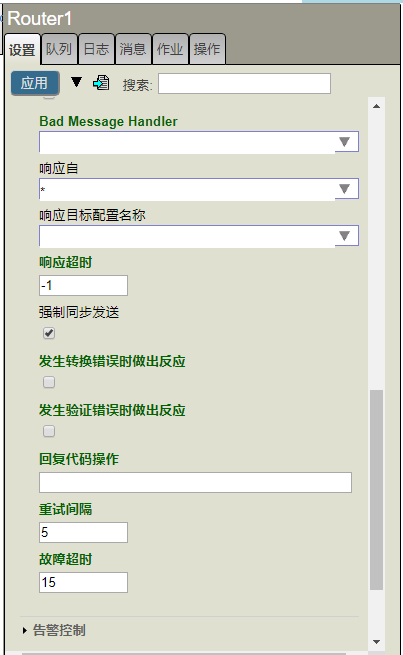 Router1
设置 队列 日志 消息 作业 操作
应用 搜索:
Bad Message Handler
响应自
*
响应目标配置名称
响应超时
-1
强制同步发送
发生转换错误时做出反应
发生验证错误时做出反应
回复代码操作
重试间隔
5
故障超时
15
告警控制